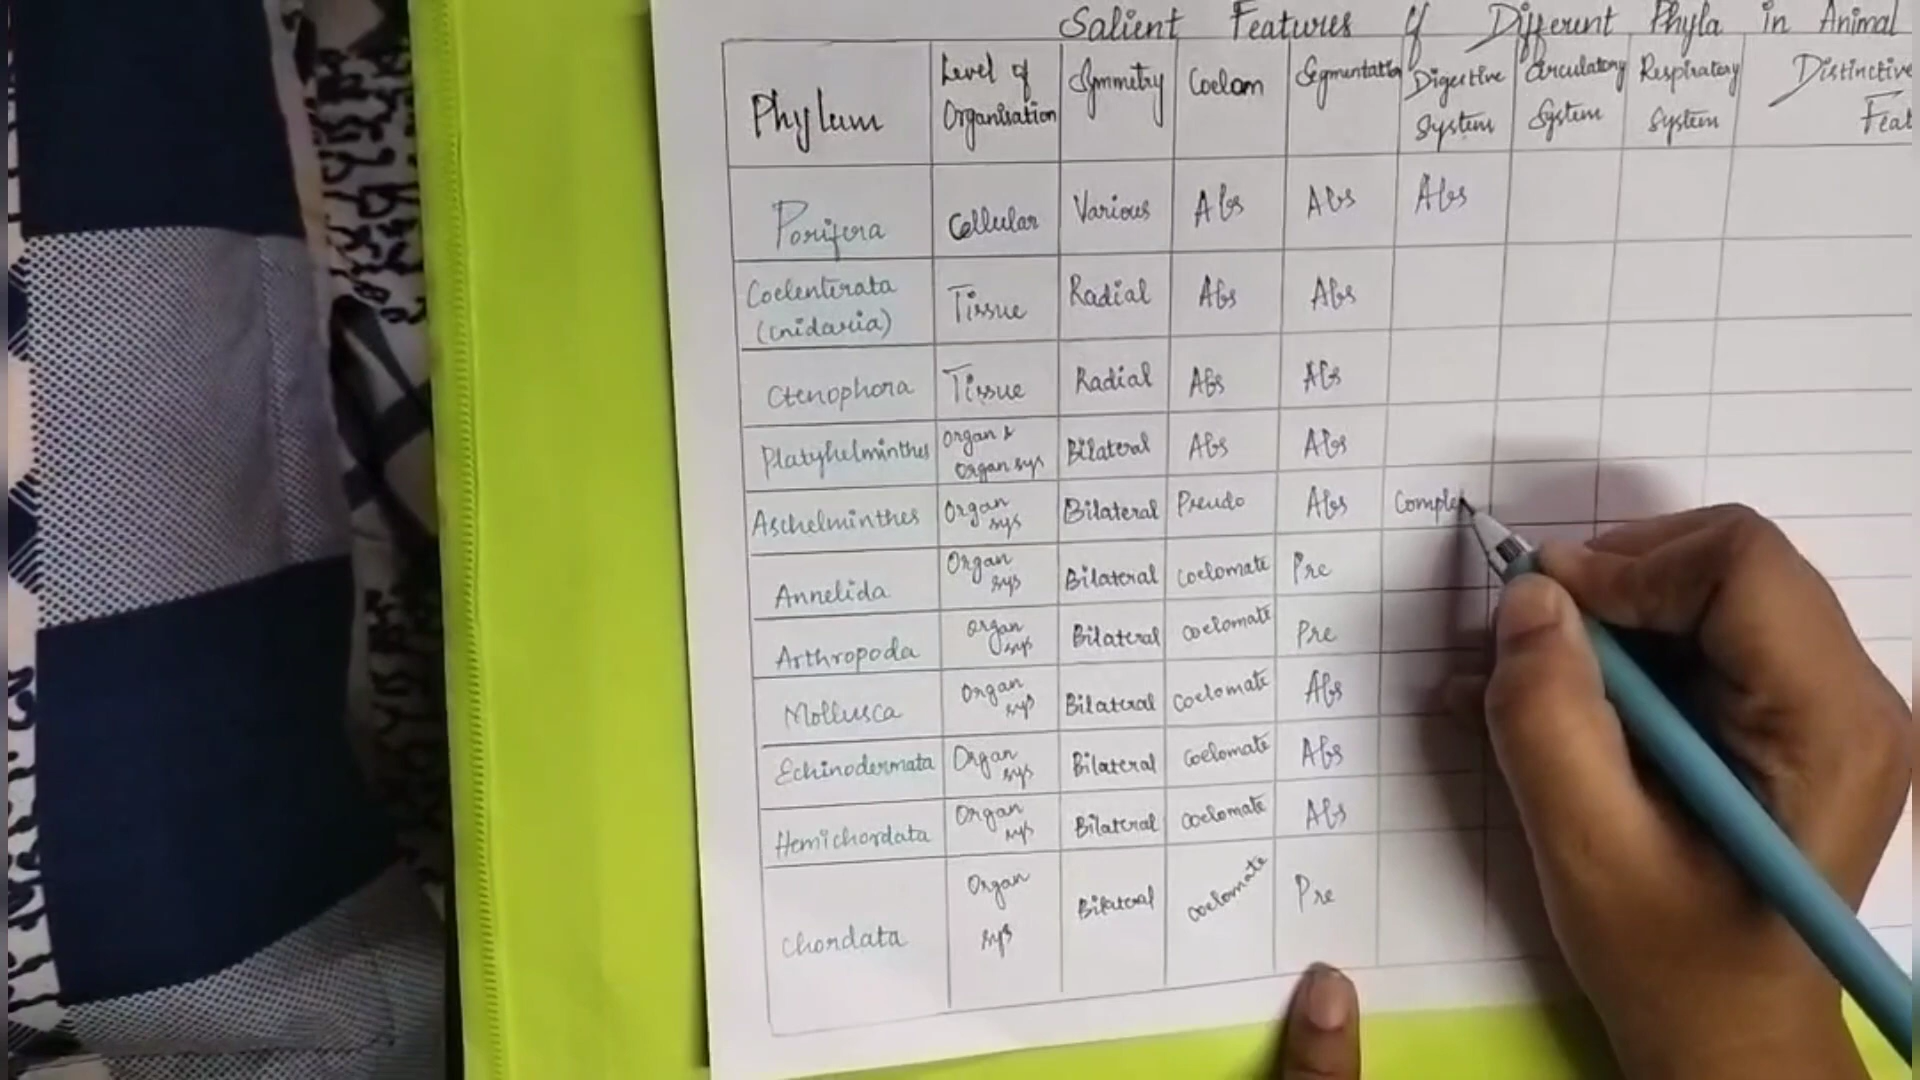 Salient Features of Different Phyla in Animal
Phylum Level of Organisation Symmetry Coelom Segmentation Digestive System Circulatory System Respiratory System Distinctive Feat
Porifera Cellular Various Abs Abs Abs
Coelenterata (Cnidaria) Tissue Radial Abs Abs
Ctenophora Tissue Radial Abs Abs
Platyhelminthes Organ & Organ sys Bilateral Abs Abs
Aschelminthes Organ sys Bilateral Pseudo Abs Comple
Annelida Organ sys Bilateral Coelomate Pre
Arthropoda Organ sys Bilateral Coelomate Pre
Mollusca Organ sys Bilateral Coelomate Abs
Echinodermata Organ sys Bilateral Coelomate Abs
Hemichordata Organ sys Bilateral Coelomate Abs
Chordata Organ sys Bilateral Coelomate Pre